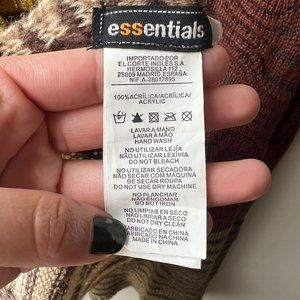 essentials
IMPORTADO POR
EL CORTE INGLES S.A.
HERMOSILLA 112
28009 MADRID.ESPAÑA
NIF:A-28017895
100%ACRÍLICA/ACRÍLICA/
ACRYLIC
LAVAR A MANO
LAVAR À MÃO
HAND WASH
NO UTILIZAR LEJÍA
NÃO UTILIZAR LEXÍVIA
DO NOT BLEACH
NO UTILIZAR SECADORA
NÃO SECAR COM MAQUINA
DE SECAR ROUPA
DO NOT USE DRY MACHINE
NO PLANCHAR
NÃO ENGOMAR
DO NOT IRON
NO LIMPIAR EN SECO
NÃO LIMPAR A SECO
DO NOT DRY CLEAN
FABRICADO EN CHINA
FABRICADO NA CHINA
MADE IN CHINA